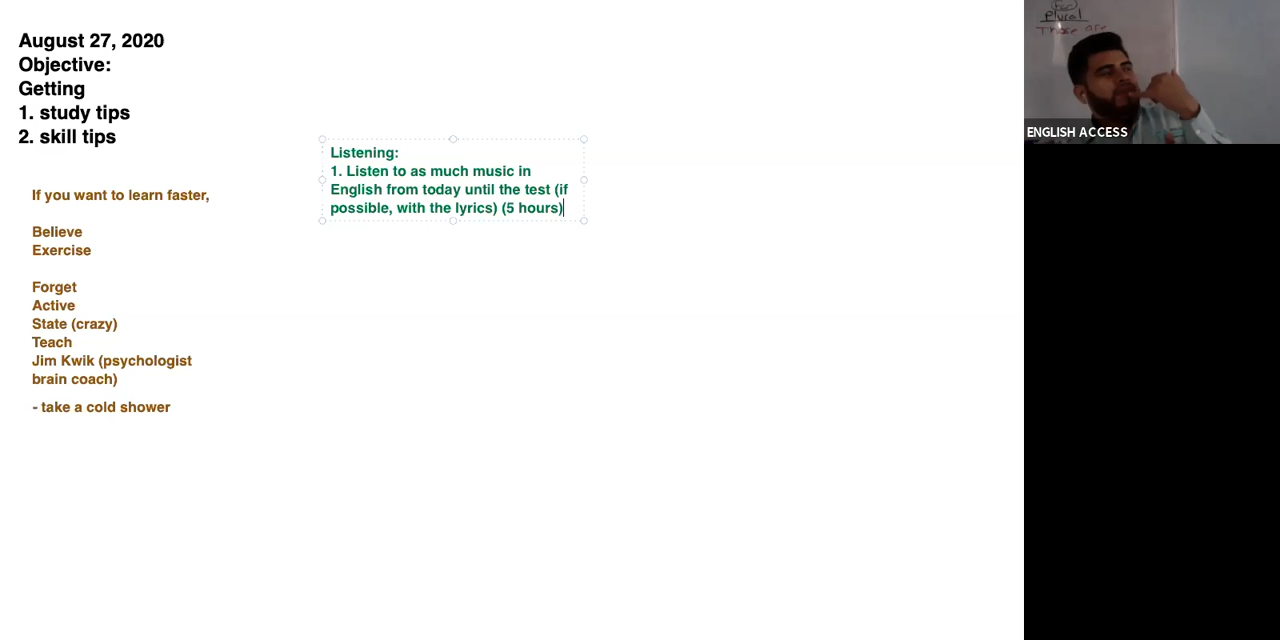 August 27, 2020
Objective:
Getting
1. study tips
2. skill tips
If you want to learn faster,
Believe
Exercise
Forget
Active
State (crazy)
Teach
Jim Kwik (psychologist
brain coach)
- take a cold shower
Listening:
1. Listen to as much music in
English from today until the test (if
possible, with the lyrics) (5 hours)
Plural
These are
ENGLISH ACCESS